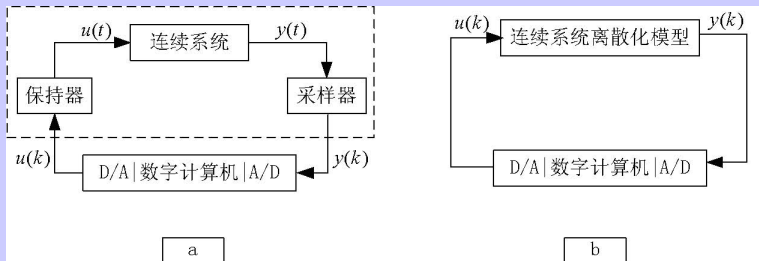 u(t)
连续系统
y(t)
保持器
采样器
u(k)
y(k)
D/A|数字计算机|A/D
a
u(k)
连续系统离散化模型
y(k)
D/A|数字计算机|A/D
b